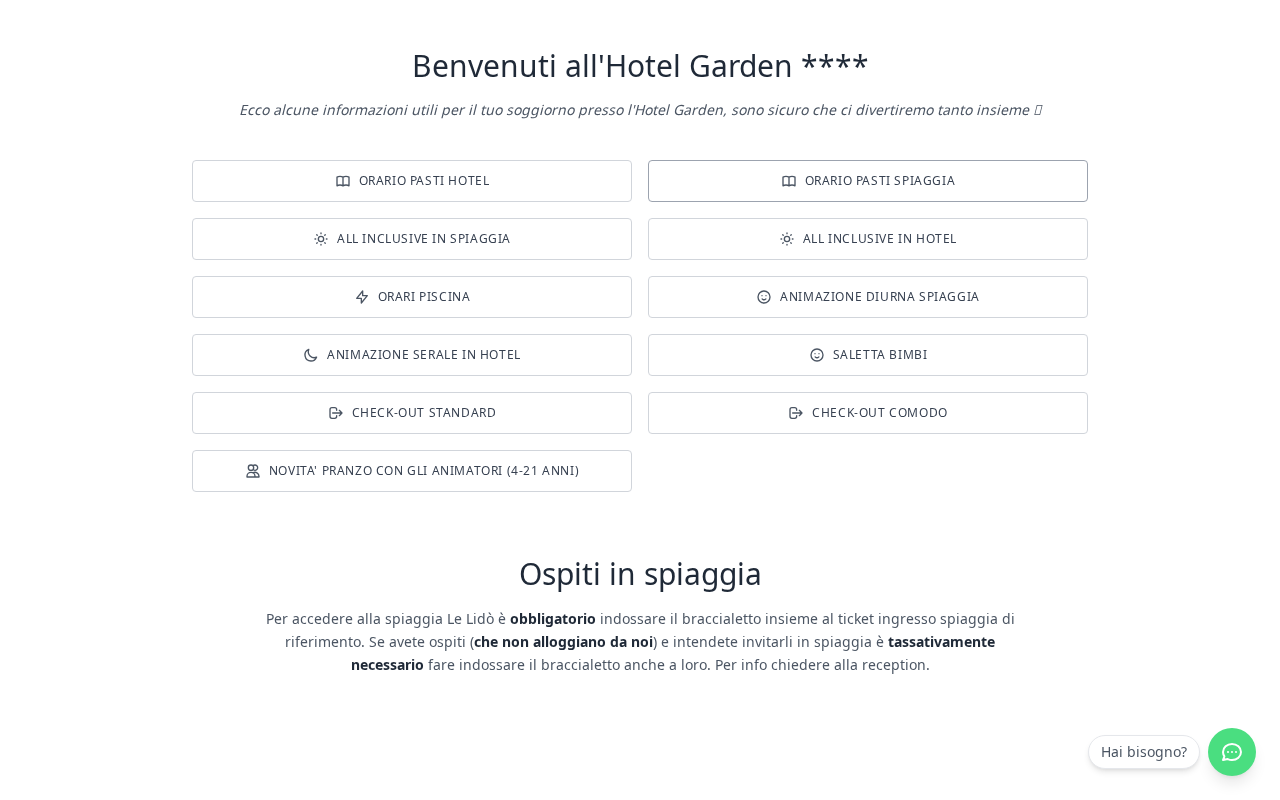 Benvenuti all'Hotel Garden ****
Ecco alcune informazioni utili per il tuo soggiorno presso l'Hotel Garden, sono sicuro che ci divertiremo tanto insieme
ORARIO PASTI HOTEL
ORARIO PASTI SPIAGGIA
ALL INCLUSIVE IN SPIAGGIA
ALL INCLUSIVE IN HOTEL
ORARI PISCINA
ANIMAZIONE DIURNA SPIAGGIA
ANIMAZIONE SERALE IN HOTEL
SALETTA BIMBI
CHECK-OUT STANDARD
CHECK-OUT COMODO
NOVITA' PRANZO CON GLI ANIMATORI (4-21 ANNI)
Ospiti in spiaggia
Per accedere alla spiaggia Le Lidò è obbligatorio indossare il braccialetto insieme al ticket ingresso spiaggia di
riferimento. Se avete ospiti (che non alloggiano da noi) e intendete invitarli in spiaggia è tassativamente
necessario fare indossare il braccialetto anche a loro. Per info chiedere alla reception.
Hai bisogno?